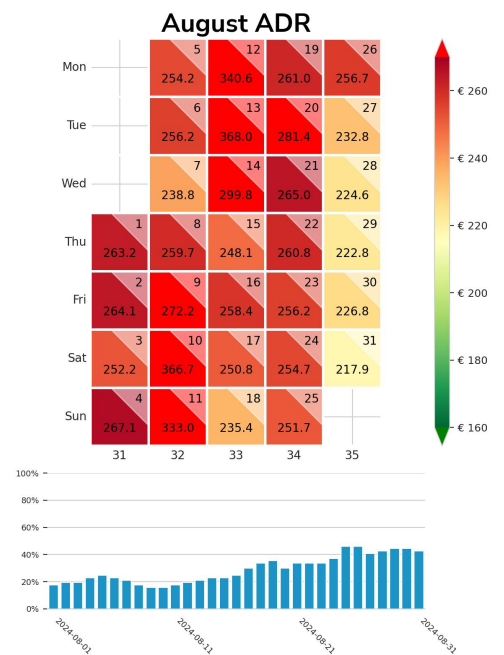 August ADR
5 12 19 26
Mon 254.2 340.6 261.0 256.7 € 260
6 13 20 27
Tue 256.2 368.0 281.4 232.8 € 240
7 14 21 28
Wed 238.8 299.8 265.0 224.6 € 220
1 8 15 22 29
Thu 263.2 259.7 248.1 260.8 222.8
2 9 16 23 30
Fri 264.1 272.2 258.4 256.2 226.8 € 200
3 10 17 24 31
Sat 252.2 366.7 250.8 254.7 217.9 € 180
4 11 18 25
Sun 267.1 333.0 235.4 251.7 € 160
31 32 33 34 35
100%
80%
60%
40%
20%
0%
2024-08-01 2024-08-11 2024-08-21 2024-08-31